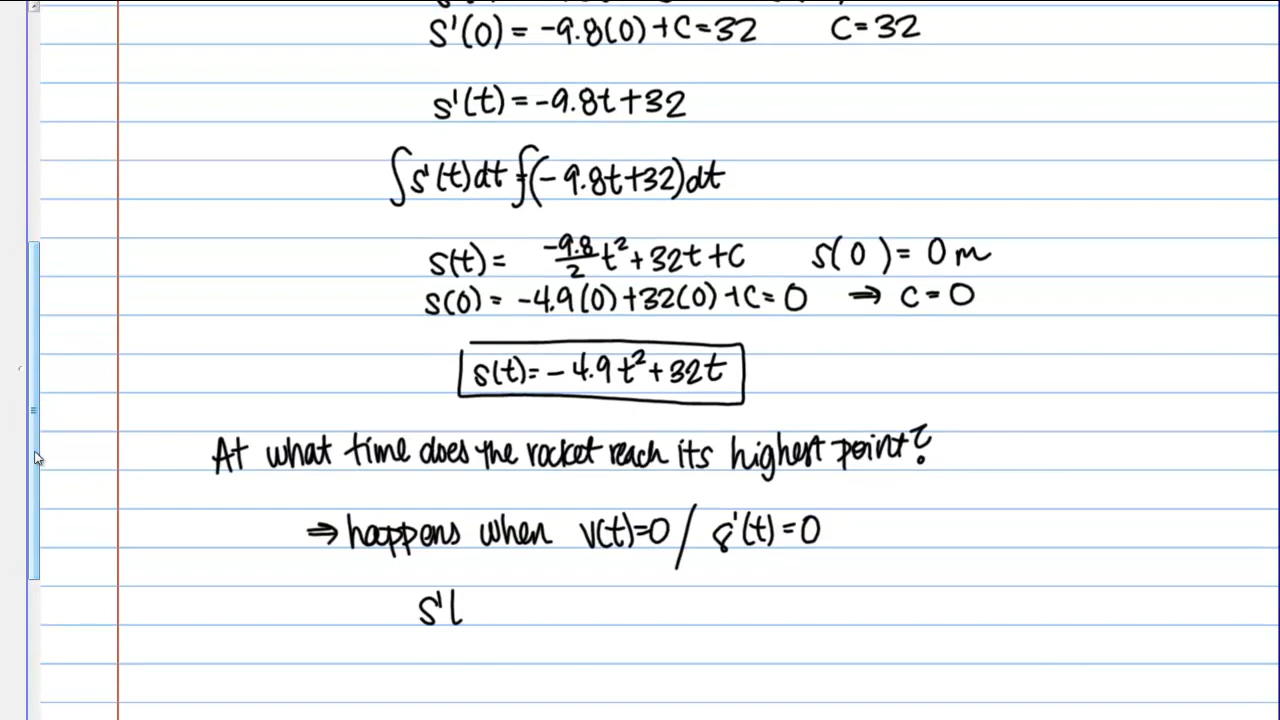 S'(0) = -9.8(0) + C = 32 C = 32
s'(t) = -9.8t + 32
∫s'(t)dt = ∫(-9.8t+32)dt
s(t) = -9.8/2 t² + 32t + C s(0) = 0 m
s(0) = -4.9(0) + 32(0) + C = 0 ⇒ C = 0
s(t) = -4.9t² + 32t
At what time does the rocket reach its highest point?
⇒ happens when v(t)=0 / s'(t) = 0
s'(